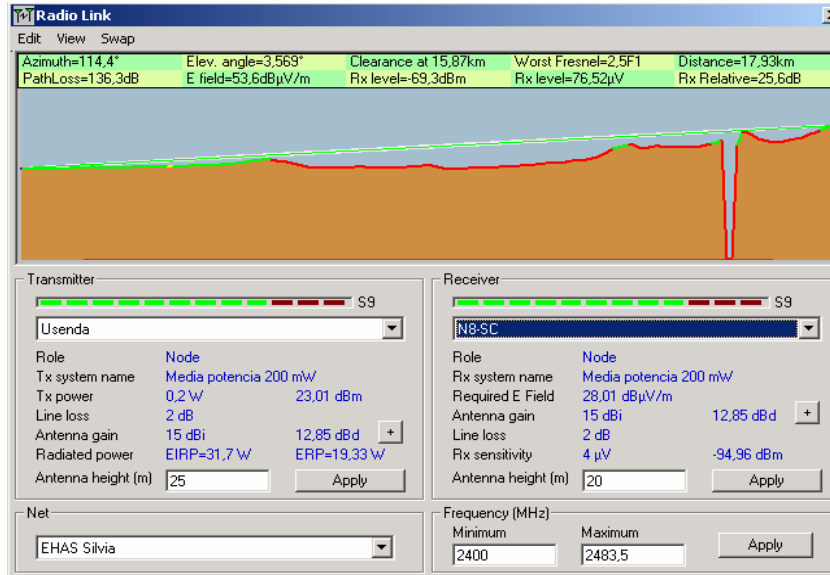 Radio Link
Edit View Swap
Azimuth=114,4° Elev. angle=3,569° Clearance at 15,87km Worst Fresnel=2,5F1 Distance=17,93km
PathLoss=136,3dB E field=53,6dBµV/m Rx level=-69,3dBm Rx level=76,52µV Rx Relative=25,6dB
Transmitter
S9
Usenda
Role Node
Tx system name Media potencia 200 mW
Tx power 0,2 W 23,01 dBm
Line loss 2 dB
Antenna gain 15 dBi 12,85 dBd +
Radiated power EIRP=31,7 W ERP=19,33 W
Antenna height (m) 25 Apply
Net
EHAS Silvia
Receiver
S9
N8-SC
Role Node
Rx system name Media potencia 200 mW
Required E Field 28,01 dBµV/m
Antenna gain 15 dBi 12,85 dBd +
Line loss 2 dB
Rx sensitivity 4 µV -94,96 dBm
Antenna height (m) 20 Apply
Frequency (MHz)
Minimum Maximum
2400 2483,5 Apply